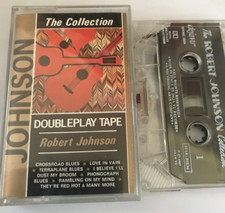 The Collection
JOHNSON
DOUBLEPLAY TAPE
Robert Johnson
CROSSROAD BLUES • LOVE IN VAIN
• TERRAPLANE BLUES • I BELIEVE I'LL
DUST MY BROOM • PHONOGRAPH
BLUES • RAMBLING ON MY MIND •
THEY'RE RED HOT & MANY MORE
The ROBERT JOHNSON Collection
1